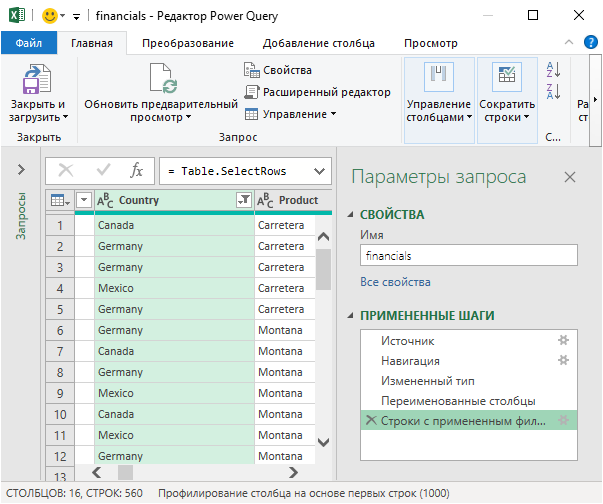 financials - Редактор Power Query
Файл Главная Преобразование Добавление столбца Просмотр
Закрыть и загрузить
Обновить предварительный просмотр
Свойства
Расширенный редактор
Управление
Управление столбцами
Сократить строки
Ра
ст
Закрыть Запрос С...
Запросы
fx = Table.SelectRows
ABC Country ABC Product
1 Canada Carretera
2 Germany Carretera
3 Germany Carretera
4 Mexico Carretera
5 Germany Carretera
6 Germany Montana
7 Canada Montana
8 Germany Montana
9 Mexico Montana
10 Canada Montana
11 Mexico Montana
12 Germany Montana
13
Параметры запроса
СВОЙСТВА
Имя
financials
Все свойства
ПРИМЕНЕННЫЕ ШАГИ
Источник
Навигация
Измененный тип
Переименованные столбцы
Строки с примененным фил...
СТОЛБЦОВ: 16, СТРОК: 560 Профилирование столбца на основе первых строк (1000)